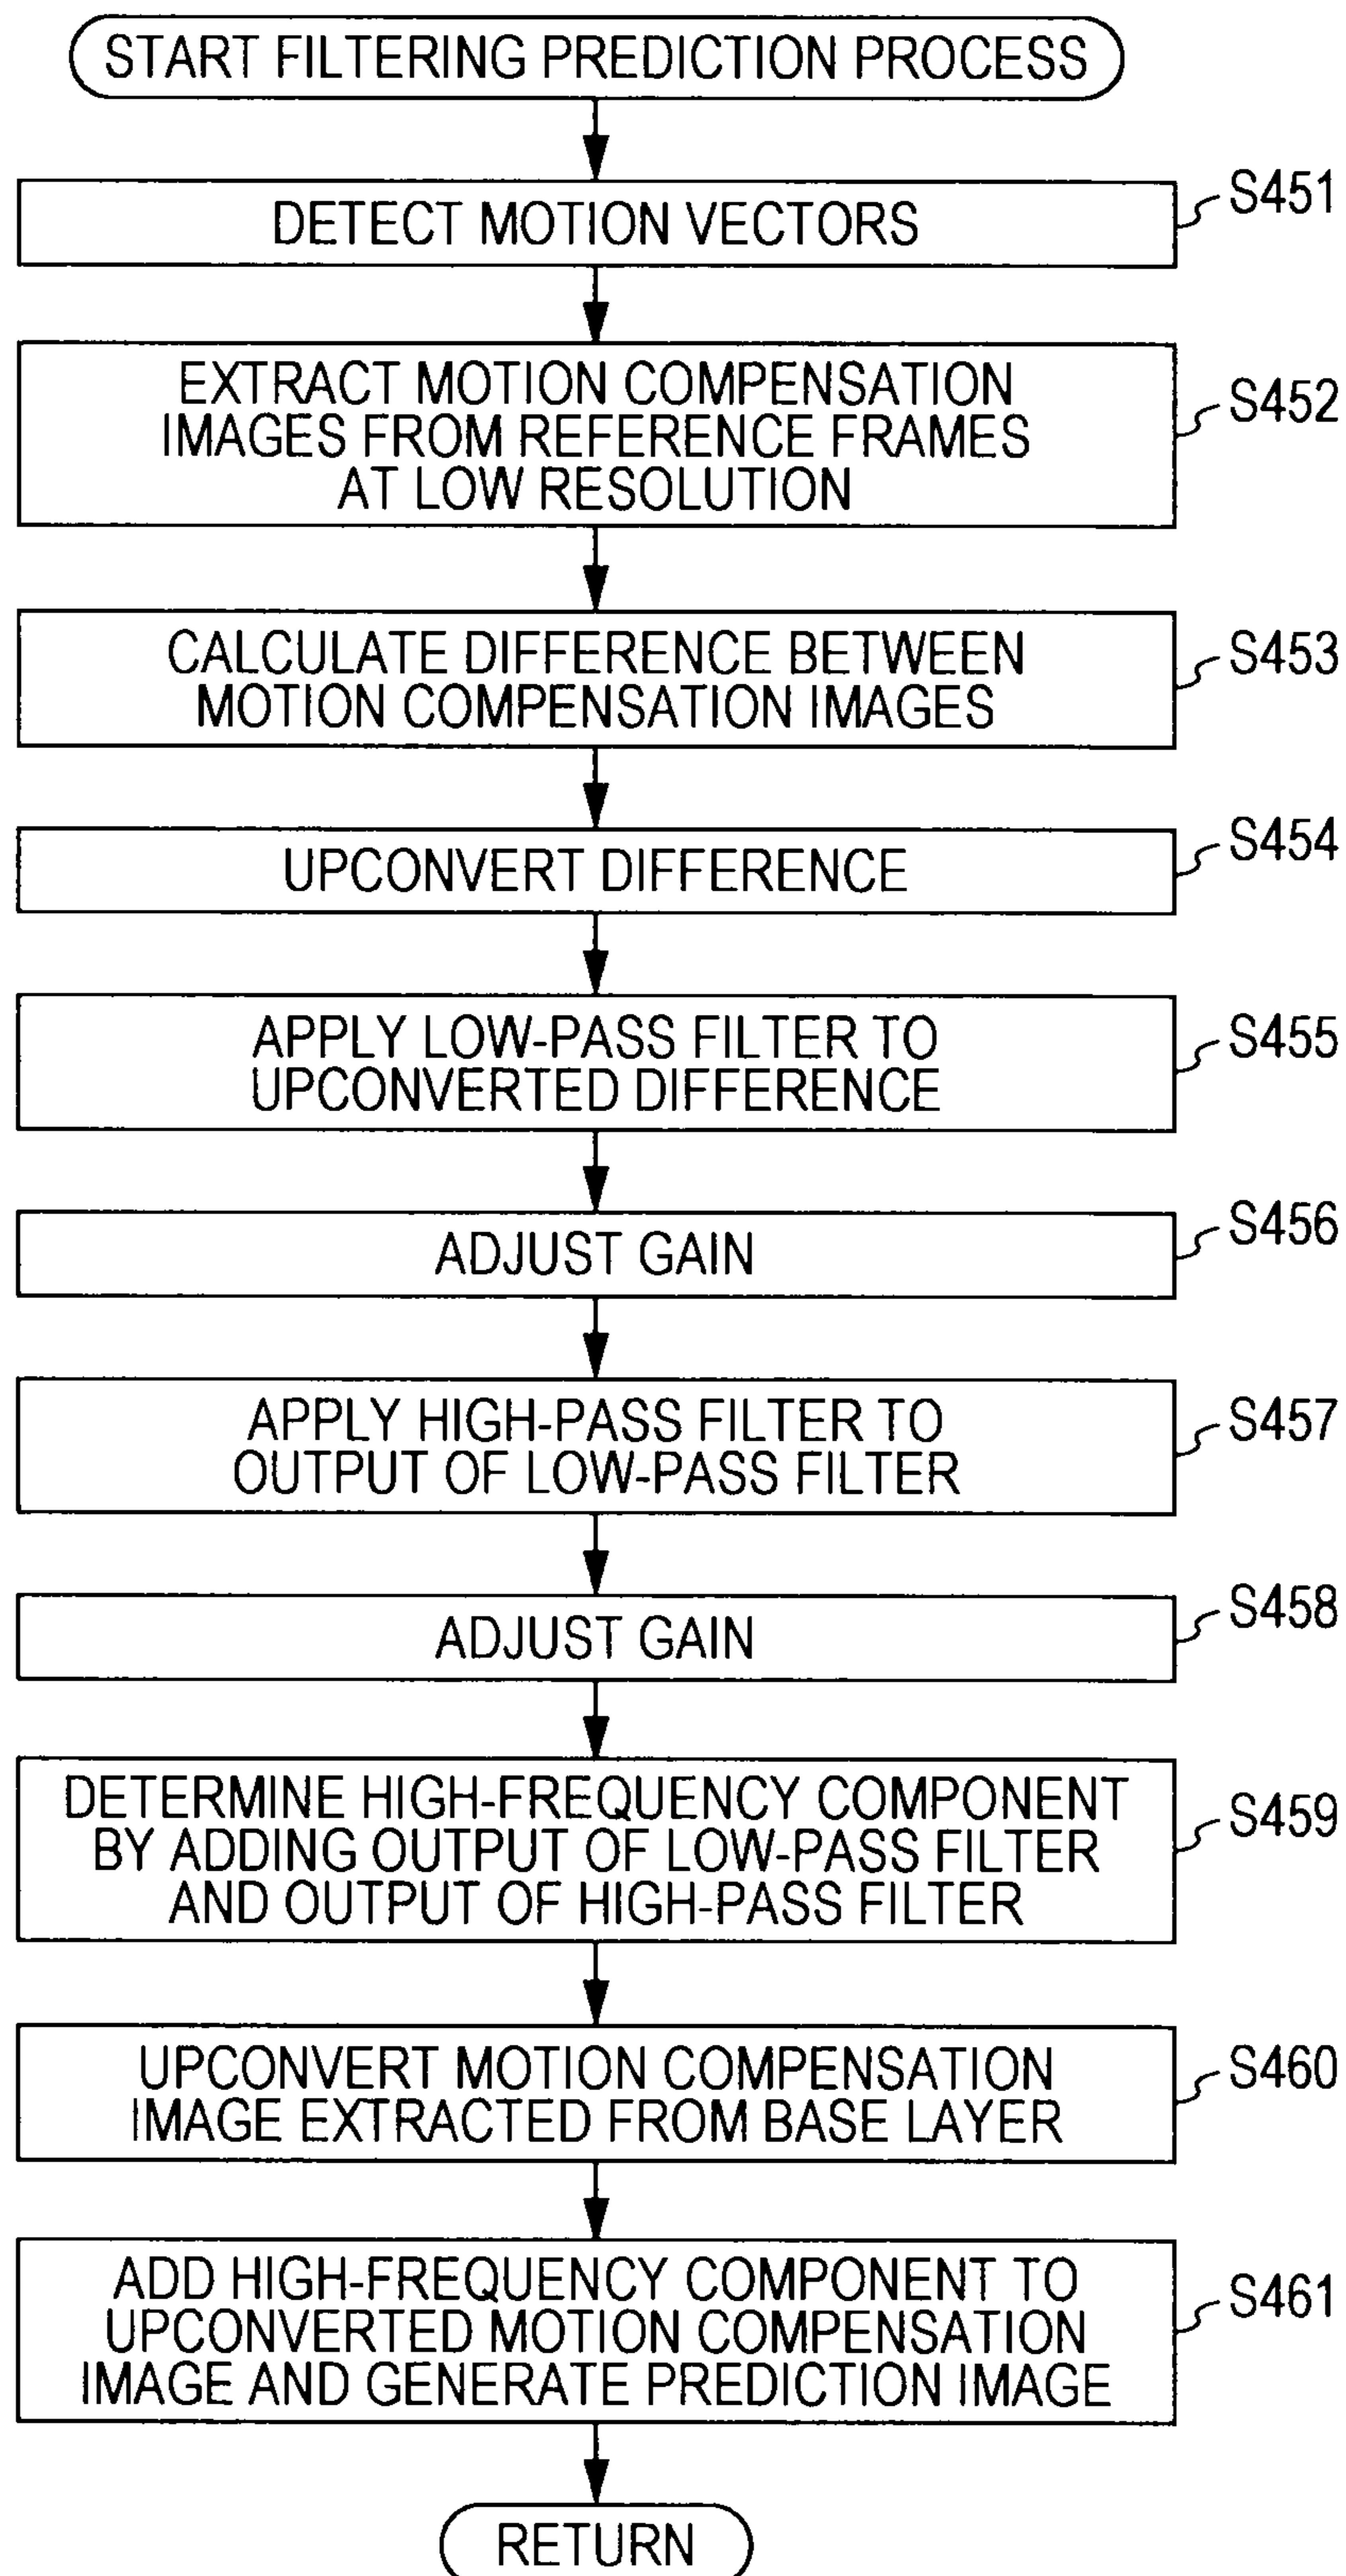 START FILTERING PREDICTION PROCESS
DETECT MOTION VECTORS
S451
EXTRACT MOTION COMPENSATION
IMAGES FROM REFERENCE FRAMES
AT LOW RESOLUTION
S452
CALCULATE DIFFERENCE BETWEEN
MOTION COMPENSATION IMAGES
S453
UPCONVERT DIFFERENCE
S454
APPLY LOW-PASS FILTER TO
UPCONVERTED DIFFERENCE
S455
ADJUST GAIN
S456
APPLY HIGH-PASS FILTER TO
OUTPUT OF LOW-PASS FILTER
S457
ADJUST GAIN
S458
DETERMINE HIGH-FREQUENCY COMPONENT
BY ADDING OUTPUT OF LOW-PASS FILTER
AND OUTPUT OF HIGH-PASS FILTER
S459
UPCONVERT MOTION COMPENSATION
IMAGE EXTRACTED FROM BASE LAYER
S460
ADD HIGH-FREQUENCY COMPONENT TO
UPCONVERTED MOTION COMPENSATION
IMAGE AND GENERATE PREDICTION IMAGE
S461
RETURN